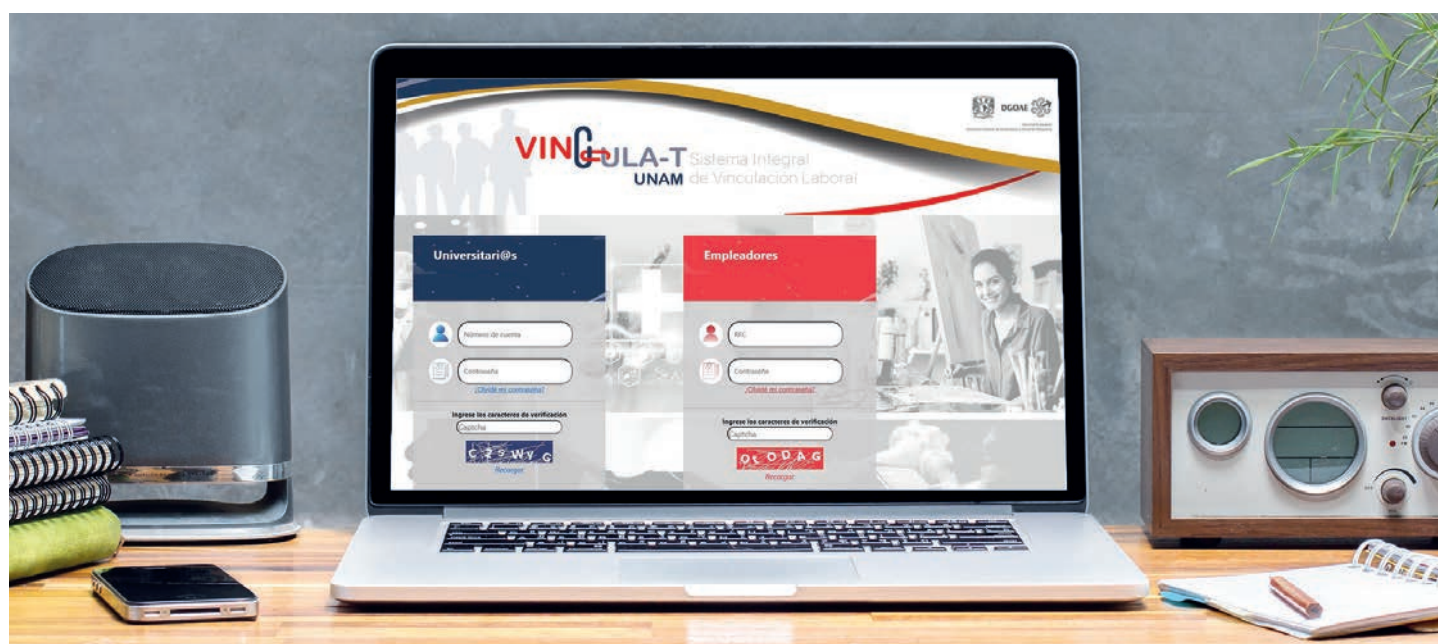 DGOAE
VINCULA-T
UNAM
Sistema Integral
de Vinculación Laboral
Universitari@s
Número de cuenta
Contraseña
¿Olvidé mi contraseña?
Ingrese los caracteres de verificación
Captcha
C2sWyG
Recargar
Empleadores
RFC
Contraseña
¿Olvidé mi contraseña?
Ingrese los caracteres de verificación
Captcha
Recargar